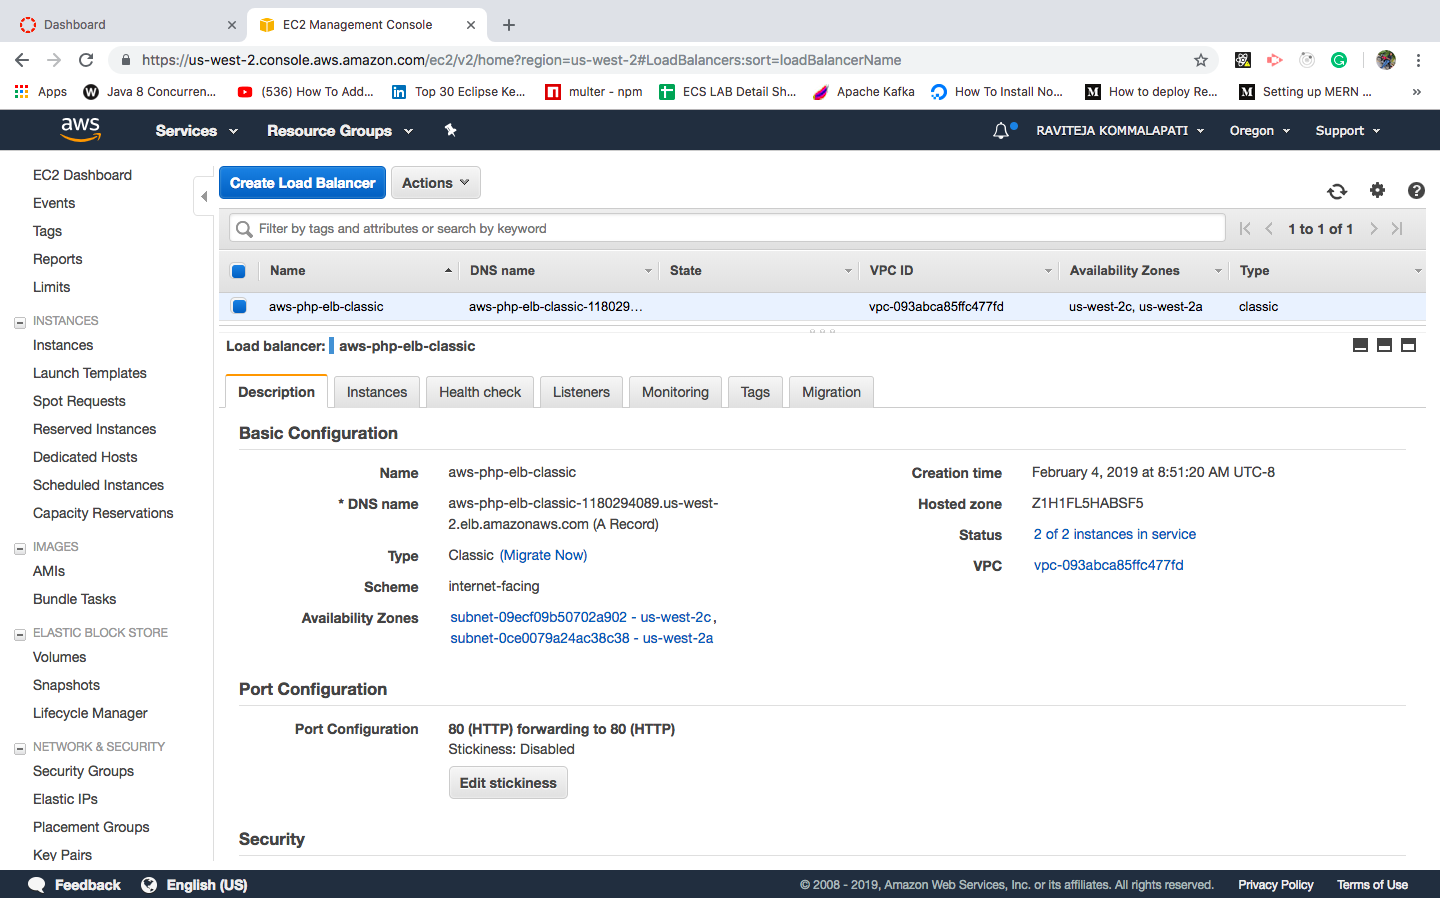 Dashboard
EC2 Management Console
https://us-west-2.console.aws.amazon.com/ec2/v2/home?region=us-west-2#LoadBalancers:sort=loadBalancerName
Apps
Java 8 Concurren...
(536) How To Add...
Top 30 Eclipse Ke...
multer - npm
ECS LAB Detail Sh...
Apache Kafka
How To Install No...
How to deploy Re...
Setting up MERN ...
aws
Services
Resource Groups
RAVITEJA KOMMALAPATI
Oregon
Support
EC2 Dashboard
Events
Tags
Reports
Limits
INSTANCES
Instances
Launch Templates
Spot Requests
Reserved Instances
Dedicated Hosts
Scheduled Instances
Capacity Reservations
IMAGES
AMIs
Bundle Tasks
ELASTIC BLOCK STORE
Volumes
Snapshots
Lifecycle Manager
NETWORK & SECURITY
Security Groups
Elastic IPs
Placement Groups
Key Pairs
Create Load Balancer
Actions
Filter by tags and attributes or search by keyword
1 to 1 of 1
Name DNS name State VPC ID Availability Zones Type
aws-php-elb-classic aws-php-elb-classic-118029... vpc-093abca85ffc477fd us-west-2c, us-west-2a classic
Load balancer: aws-php-elb-classic
Description Instances Health check Listeners Monitoring Tags Migration
Basic Configuration
Name aws-php-elb-classic
* DNS name aws-php-elb-classic-1180294089.us-west-
2.elb.amazonaws.com (A Record)
Type Classic (Migrate Now)
Scheme internet-facing
Availability Zones subnet-09ecf09b50702a902 - us-west-2c,
subnet-0ce0079a24ac38c38 - us-west-2a
Creation time February 4, 2019 at 8:51:20 AM UTC-8
Hosted zone Z1H1FL5HABSF5
Status 2 of 2 instances in service
VPC vpc-093abca85ffc477fd
Port Configuration
Port Configuration 80 (HTTP) forwarding to 80 (HTTP)
Stickiness: Disabled
Edit stickiness
Security
Feedback
English (US)
© 2008 - 2019, Amazon Web Services, Inc. or its affiliates. All rights reserved.
Privacy Policy
Terms of Use